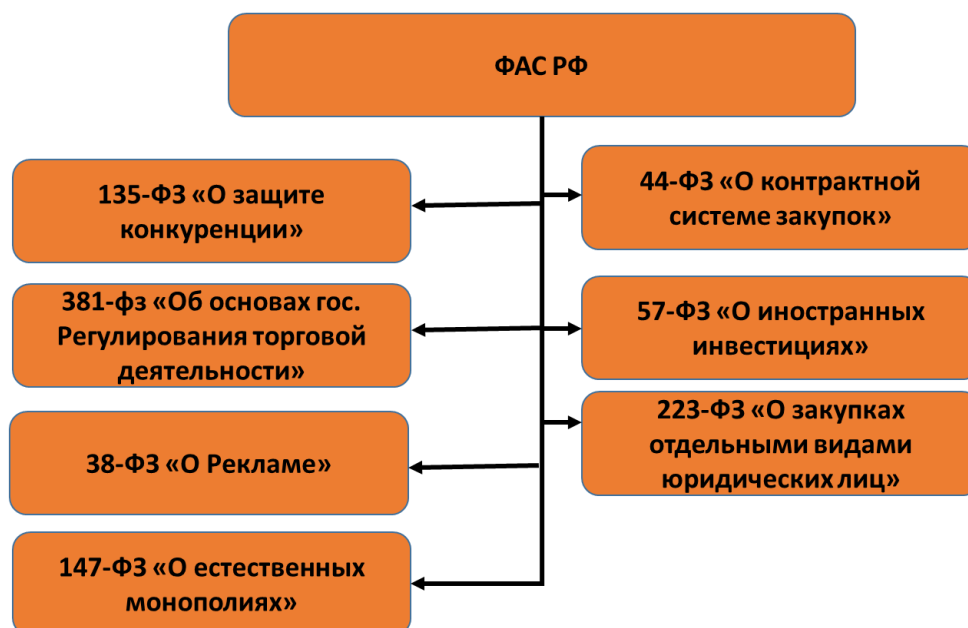 ФАС РФ
135-ФЗ «О защите
конкуренции»
44-ФЗ «О контрактной
системе закупок»
381-фз «Об основах гос.
Регулирования торговой
деятельности»
57-ФЗ «О иностранных
инвестициях»
38-ФЗ «О Рекламе»
223-ФЗ «О закупках
отдельными видами
юридических лиц»
147-ФЗ «О естественных
монополиях»